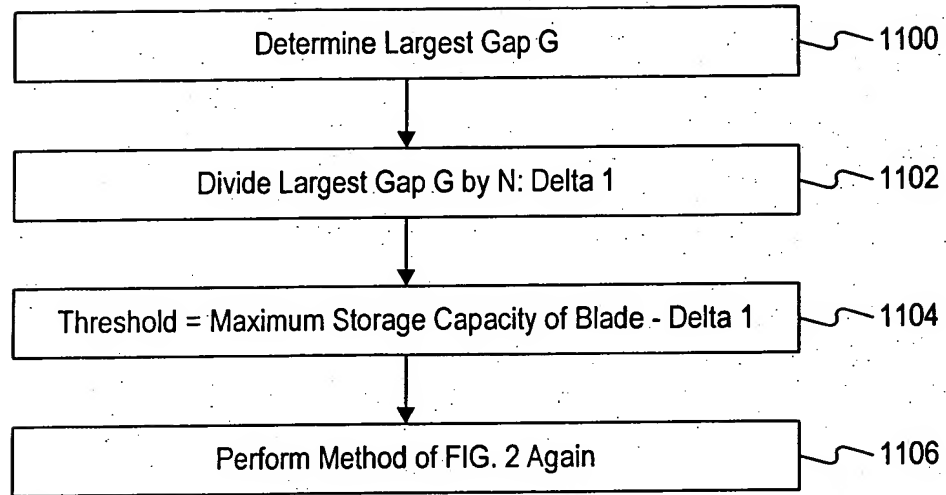 Determine Largest Gap G
1100
Divide Largest Gap G by N: Delta 1
1102
Threshold = Maximum Storage Capacity of Blade - Delta 1
1104
Perform Method of FIG. 2 Again
1106